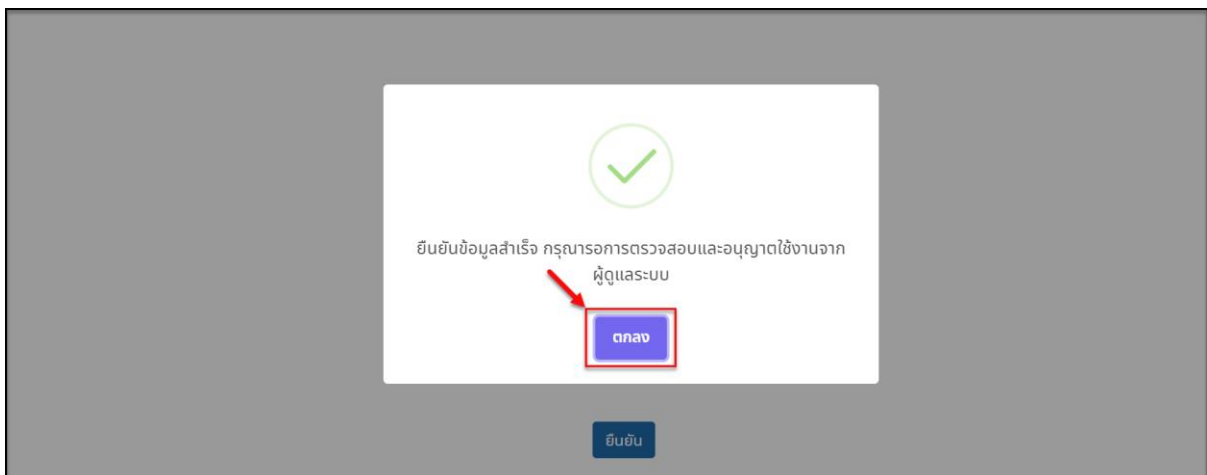 ยืนยันข้อมูลสำเร็จ กรุณารอการตรวจสอบและอนุญาตใช้งานจาก
ผู้ดูแลระบบ
ตกลง
ยืนยัน